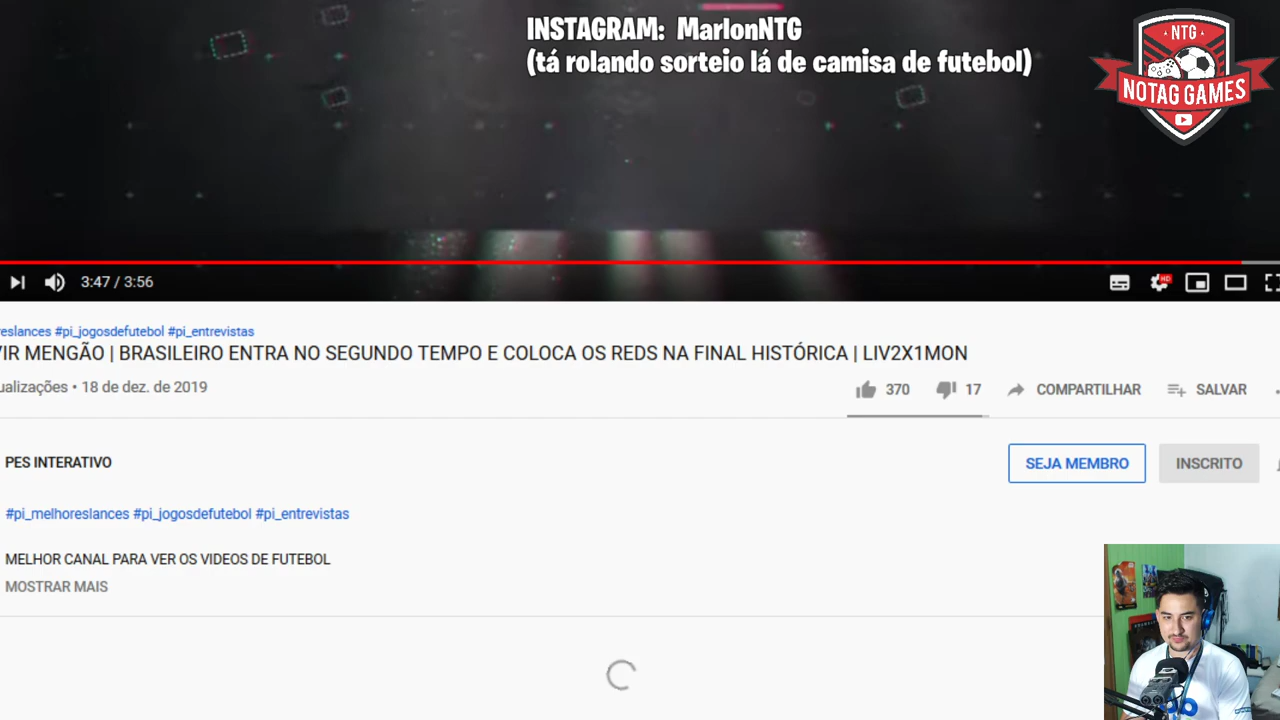 INSTAGRAM: MarlonNTG
(tá rolando sorteio lá de camisa de futebol)
NTG
NOTAG GAMES
3:47 / 3:56
HD
reslances #pi_jogosdefutebol #pi_entrevistas
VIR MENGÃO | BRASILEIRO ENTRA NO SEGUNDO TEMPO E COLOCA OS REDS NA FINAL HISTÓRICA | LIV2X1MON
ualizações • 18 de dez. de 2019
370
17
COMPARTILHAR
SALVAR
PES INTERATIVO
SEJA MEMBRO
INSCRITO
#pi_melhoreslances #pi_jogosdefutebol #pi_entrevistas
MELHOR CANAL PARA VER OS VIDEOS DE FUTEBOL
MOSTRAR MAIS